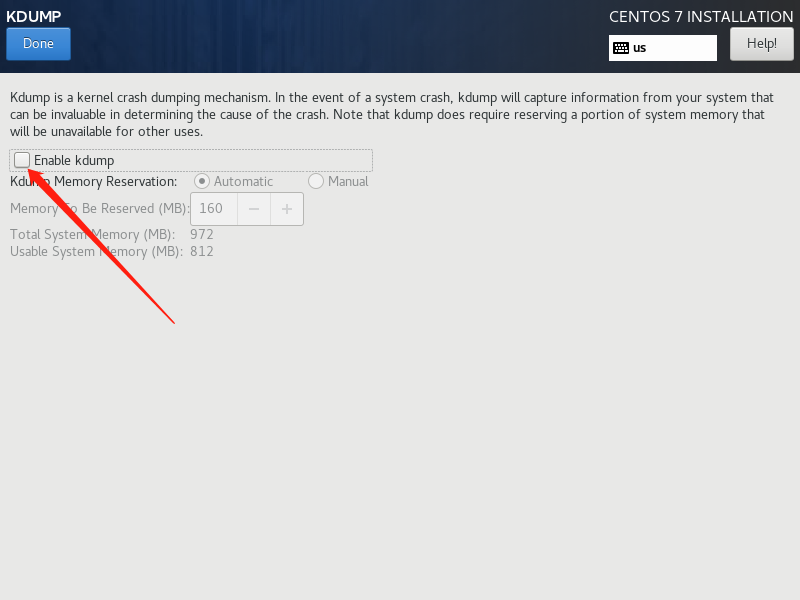 KDUMP
CENTOS 7 INSTALLATION
Done
us
Help!
Kdump is a kernel crash dumping mechanism. In the event of a system crash, kdump will capture information from your system that
can be invaluable in determining the cause of the crash. Note that kdump does require reserving a portion of system memory that
will be unavailable for other uses.
Enable kdump
Kdump Memory Reservation: Automatic Manual
Memory To Be Reserved (MB): 160 − +
Total System Memory (MB): 972
Usable System Memory (MB): 812